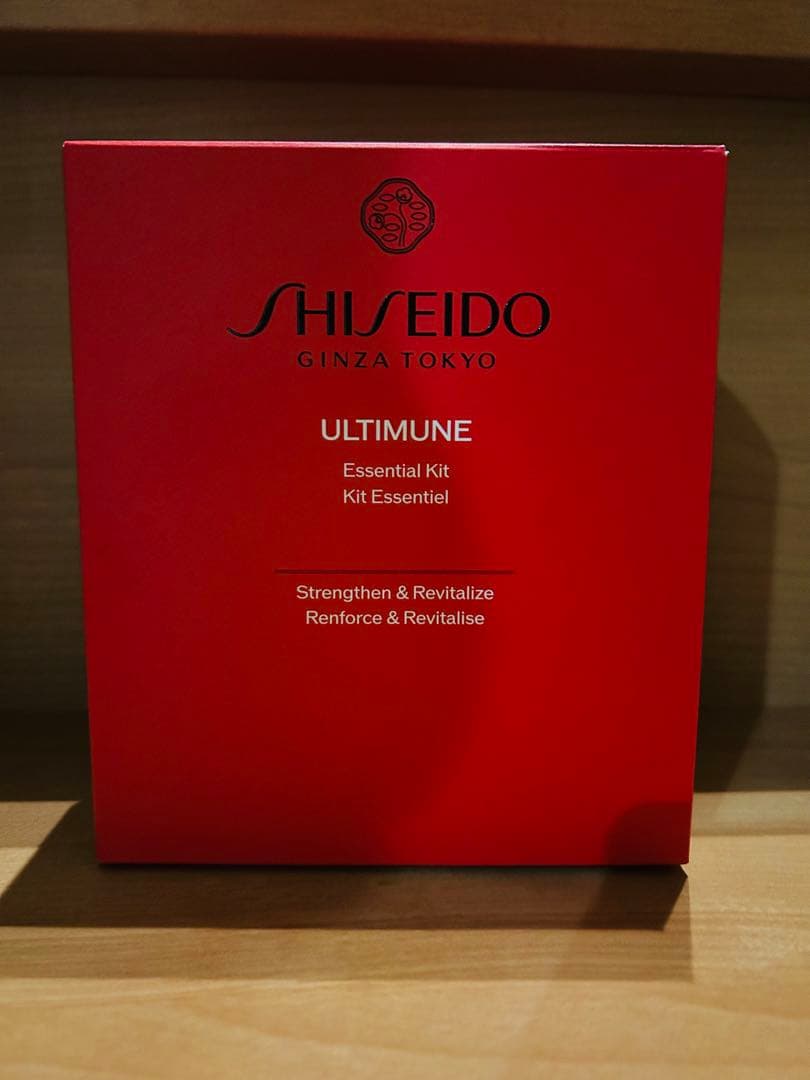 SHISEIDO
GINZA TOKYO
ULTIMUNE
Essential Kit
Kit Essentiel
Strengthen & Revitalize
Renforce & Revitalise